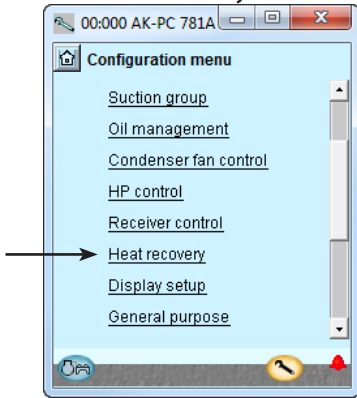 00:000 AK-PC 781A
Configuration menu
Suction group
Oil management
Condenser fan control
HP control
Receiver control
Heat recovery
Display setup
General purpose